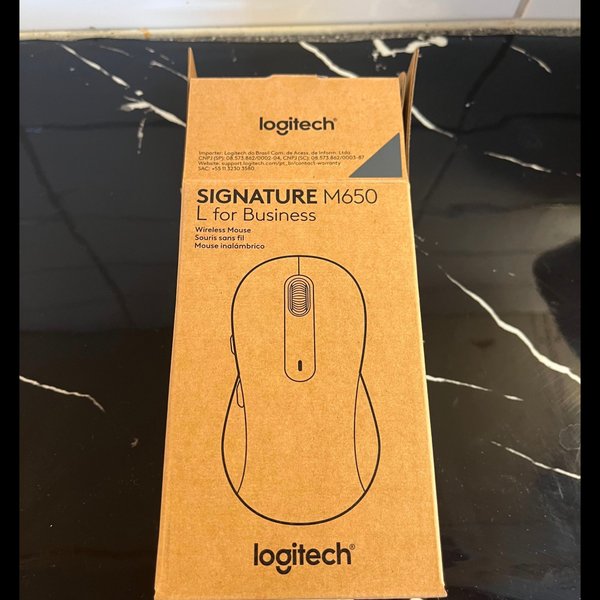 logitech®
Importer: Logitech do Brasil Com. de Acess. de Inform. Ltda.
CNPJ (SP): 08.573.862/0002-04, CNPJ (SC): 08.573.862/0003-87
Website: support.logitech.com/pt_br/contact-warranty
SAC: +55 11 3230 3580
SIGNATURE M650
L for Business
Wireless Mouse
Souris sans fil
Mouse inalámbrico
logitech®